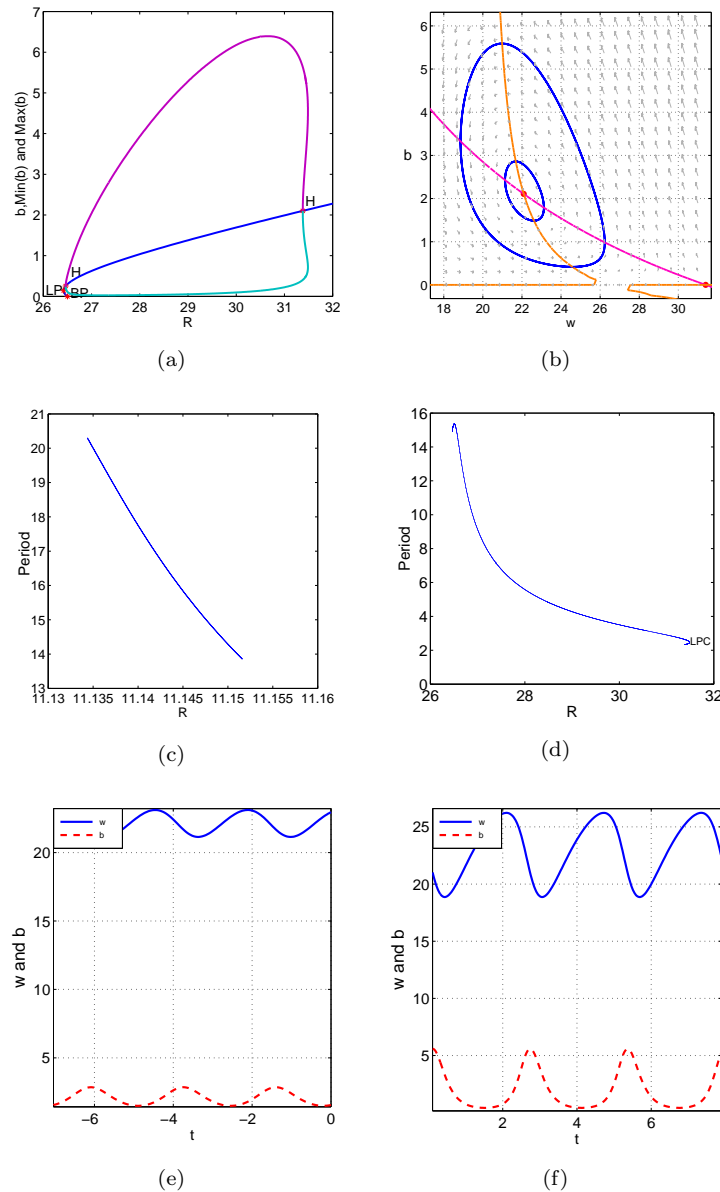 b,Min(b) and Max(b)
7
6
5
4
3
2
1
0
H
H
LP
BP
26 27 28 29 30 31 32
R
(a)
b
6
5
4
3
2
1
0
18 20 22 24 26 28 30
w
(b)
Period
21
20
19
18
17
16
15
14
13
11.13 11.135 11.14 11.145 11.15 11.155 11.16
R
(c)
Period
16
14
12
10
8
6
4
2
0
LPC
26 28 30 32
R
(d)
w and b
w
b
20
15
10
5
−6 −4 −2 0
t
(e)
w and b
w
b
25
20
15
10
5
2 4 6
t
(f)